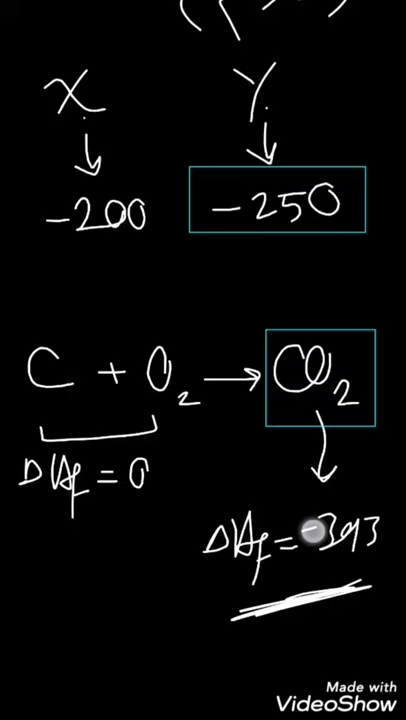 X Y
-200 -250
C + O₂ → CO₂
ΔHf = 0
ΔHf = -393
Made with
VideoShow